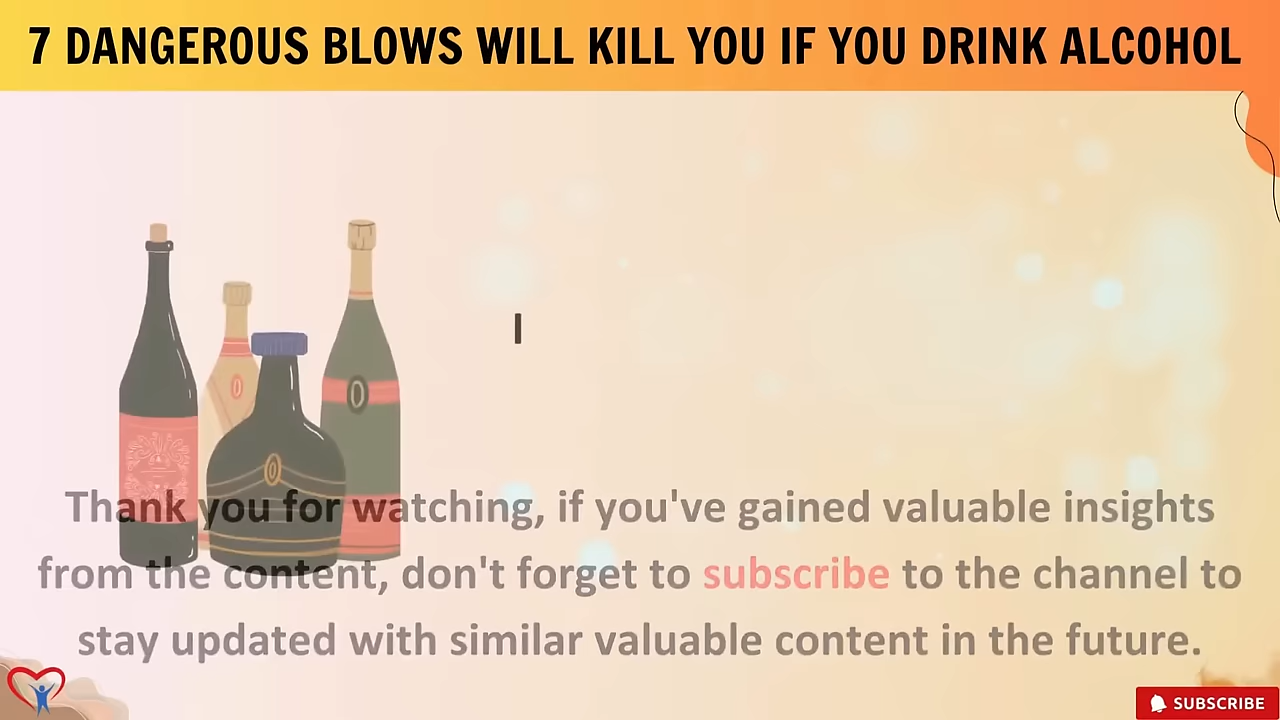 7 DANGEROUS BLOWS WILL KILL YOU IF YOU DRINK ALCOHOL
I
Thank you for watching, if you've gained valuable insights
from the content, don't forget to subscribe to the channel to
stay updated with similar valuable content in the future.
SUBSCRIBE